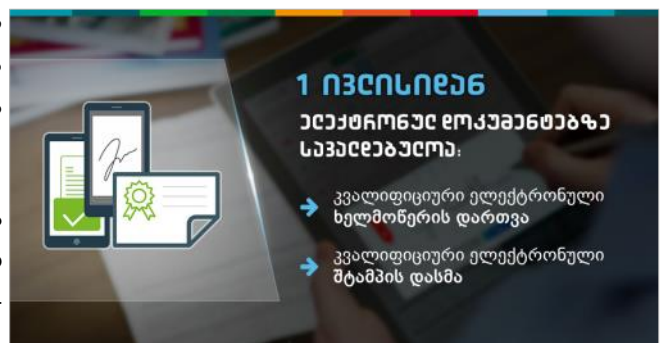 1 ივლისიდან
ელექტრონულ დოკუმენტებზე
სავალდებულოა:
კვალიფიციური ელექტრონული
ხელმოწერის დართვა
კვალიფიციური ელექტრონული
შტამპის დასმა